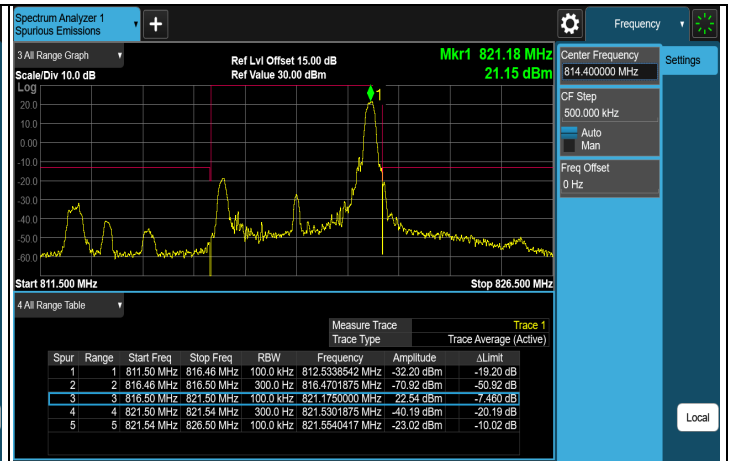 Spectrum Analyzer 1
Spurious Emissions
Frequency
3 All Range Graph
Scale/Div 10.0 dB
Ref Lvl Offset 15.00 dB
Ref Value 30.00 dBm
Mkr1 821.18 MHz
21.15 dBm
Log
1
20.0
10.0
0.00
-10.0
-20.0
-30.0
-40.0
-50.0
-60.0
Start 811.500 MHz
Stop 826.500 MHz
4 All Range Table
Measure Trace Trace 1
Trace Type Trace Average (Active)
Spur Range Start Freq Stop Freq RBW Frequency Amplitude ΔLimit
1 1 811.50 MHz 816.46 MHz 100.0 kHz 812.5338542 MHz -32.20 dBm -19.20 dB
2 2 816.46 MHz 816.50 MHz 300.0 Hz 816.4701875 MHz -70.92 dBm -50.92 dB
3 3 816.50 MHz 821.50 MHz 100.0 kHz 821.1750000 MHz 22.54 dBm -7.460 dB
4 4 821.50 MHz 821.54 MHz 300.0 Hz 821.5301875 MHz -40.19 dBm -20.19 dB
5 5 821.54 MHz 826.50 MHz 100.0 kHz 821.5540417 MHz -23.02 dBm -10.02 dB
Center Frequency
814.400000 MHz
Settings
CF Step
500.000 kHz
Auto
Man
Freq Offset
0 Hz
Local